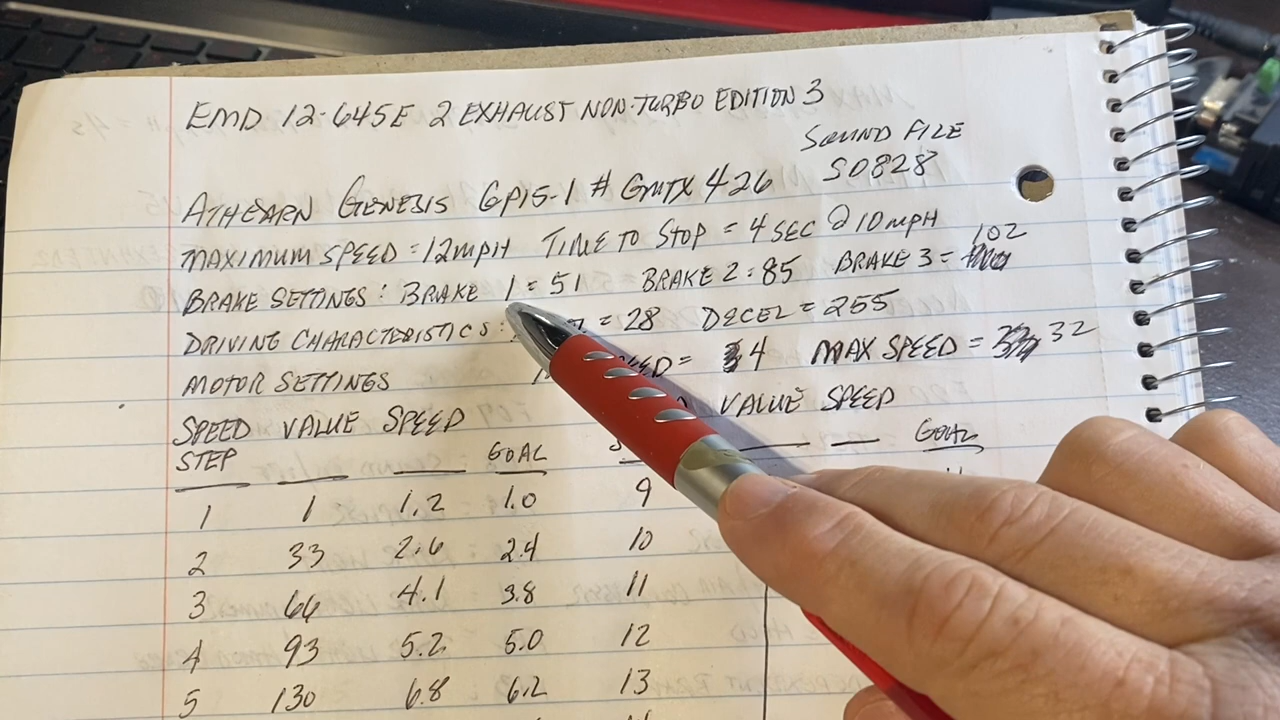 EMD 12-645E 2 EXHAUST NON-TURBO EDITION 3
SOUND FILE
S0828
ATHEARN GENESIS GP15-1 # GMTX 426
MAXIMUM SPEED = 12MPH TIME TO STOP = 4 SEC @ 10MPH
BRAKE SETTINGS: BRAKE 1 = 51 BRAKE 2 = 85 BRAKE 3 = 102
DRIVING CHARACTERISTICS: = 28 DECEL = 255
MOTOR SETTINGS = 4 MAX SPEED = 32
SPEED STEP VALUE SPEED GOAL VALUE SPEED GOAL
1 1 1.2 1.0 9
2 33 2.6 2.4 10
3 66 4.1 3.8 11
4 93 5.2 5.0 12
5 130 6.8 6.2 13